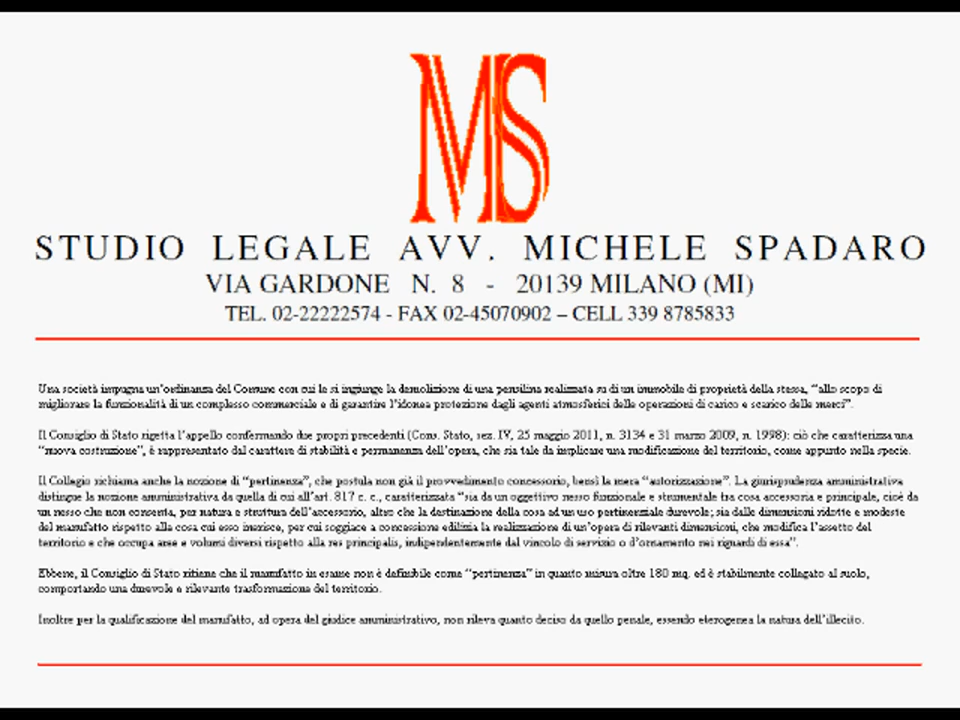 MS
STUDIO LEGALE AVV. MICHELE SPADARO
VIA GARDONE N. 8 - 20139 MILANO (MI)
TEL. 02-22222574 - FAX 02-45070902 – CELL 339 8785833
Una società impugna un'ordinanza del Comune con cui le si ingiunge la demolizione di una pensilina realizzata su di un immobile di proprietà della stessa, “allo scopo di
migliorare la funzionalità di un complesso commerciale e di garantire l'idonea protezione dagli agenti atmosferici delle operazioni di carico e scarico delle merci”.
Il Consiglio di Stato rigetta l'appello confermando due propri precedenti (Cons. Stato, sez. IV, 25 maggio 2011, n. 3134 e 31 marzo 2009, n. 1998): ciò che caratterizza una
“nuova costruzione”, è rappresentato dal carattere di stabilità e permanenza dell'opera, che sia tale da implicare una modificazione del territorio, come appunto nella specie.
Il Collegio richiama anche la nozione di “pertinenza”, che postula non già il provvedimento concessorio, bensì la mera “autorizzazione”. La giurisprudenza amministrativa
distingue la nozione amministrativa da quella di cui all'art. 817 c. c., caratterizzata “sia da un oggettivo nesso funzionale e strumentale tra cosa accessoria e principale, cioè da
un nesso che non consenta, per natura e struttura dell'accessorio, altro che la destinazione della cosa ad un uso pertinenziale durevole; sia dalle dimensioni ridotte e modeste
del manufatto rispetto alla cosa cui esso inerisce, per cui soggiace a concessione edilizia la realizzazione di un'opera di rilevanti dimensioni, che modifica l'assetto del
territorio e che occupa aree e volumi diversi rispetto alla res principalis, indipendentemente dal vincolo di servizio o d'ornamento nei riguardi di essa”.
Ebbene, il Consiglio di Stato ritiene che il manufatto in esame non è definibile come “pertinenza” in quanto misura oltre 180 mq. ed è stabilmente collegato al suolo,
comportando una durevole e rilevante trasformazione del territorio.
Inoltre per la qualificazione del manufatto, ad opera del giudice amministrativo, non rileva quanto deciso da quello penale, essendo eterogenea la natura dell'illecito.